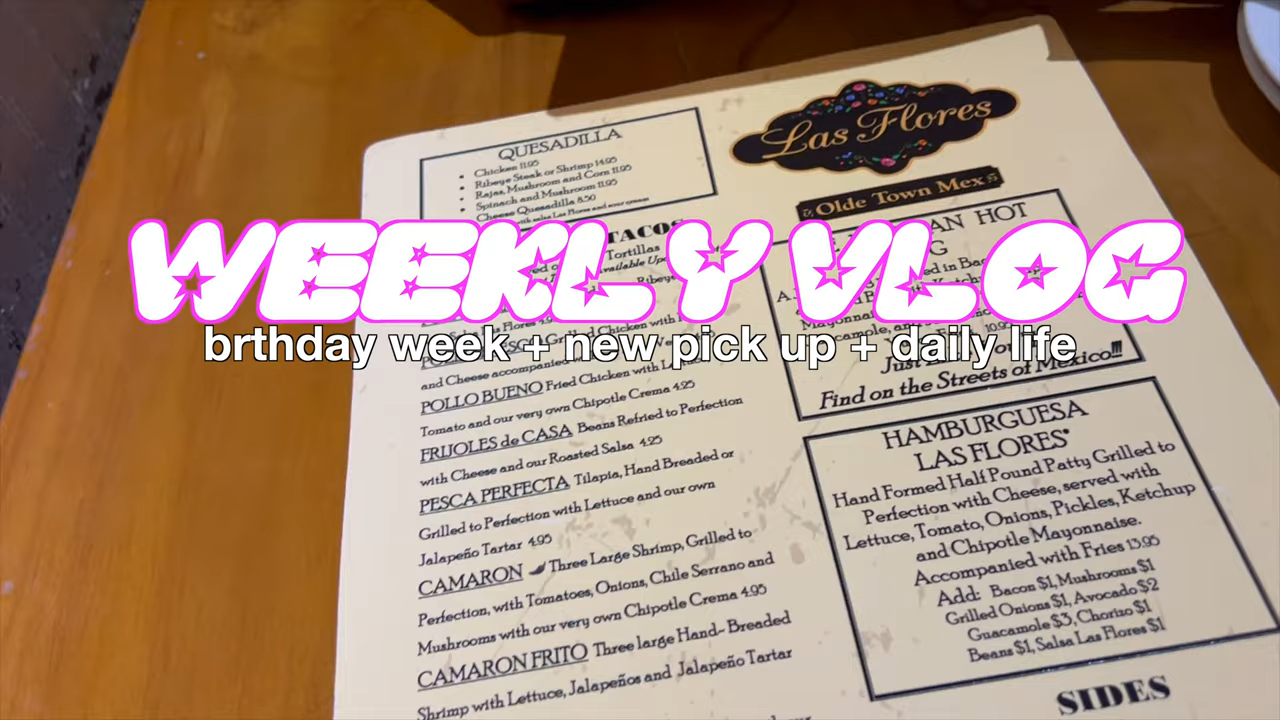 QUESADILLA
Chicken 11.95
Ribeye Steak or Shrimp 14.95
Rajas, Mushroom and Corn 11.95
Spinach and Mushroom 11.95
Cheese Quesadilla 8.50
with salsa Las Flores and sour cream
Las Flores
Olde Town Mex
WEEKLY VLOG
brthday week + new pick up + daily life
TACOS
Tortillas
POLLO BUENO Fried Chicken with
Tomato and our very own Chipotle Crema 4.95
FRIJOLES de CASA Beans Refried to Perfection
with Cheese and our Roasted Salsa 4.25
PESCA PERFECTA Tilapia, Hand Breaded or
Grilled to Perfection with Lettuce and our own
Jalapeño Tartar 4.95
CAMARON Three Large Shrimp, Grilled to
Perfection, with Tomatoes, Onions, Chile Serrano and
Mushrooms with our very own Chipotle Crema 4.95
CAMARON FRITO Three large Hand-Breaded
Shrimp with Lettuce, Jalapeños and Jalapeño Tartar
HOT
Find on the Streets of Mexico!!!
HAMBURGUESA
LAS FLORES*
Hand Formed Half Pound Patty Grilled to
Perfection with Cheese, served with
Lettuce, Tomato, Onions, Pickles, Ketchup
and Chipotle Mayonnaise.
Accompanied with Fries 13.95
Add: Bacon $1, Mushrooms $1
Grilled Onions $1, Avocado $2
Guacamole $3, Chorizo $1
Beans $1, Salsa Las Flores $1
SIDES